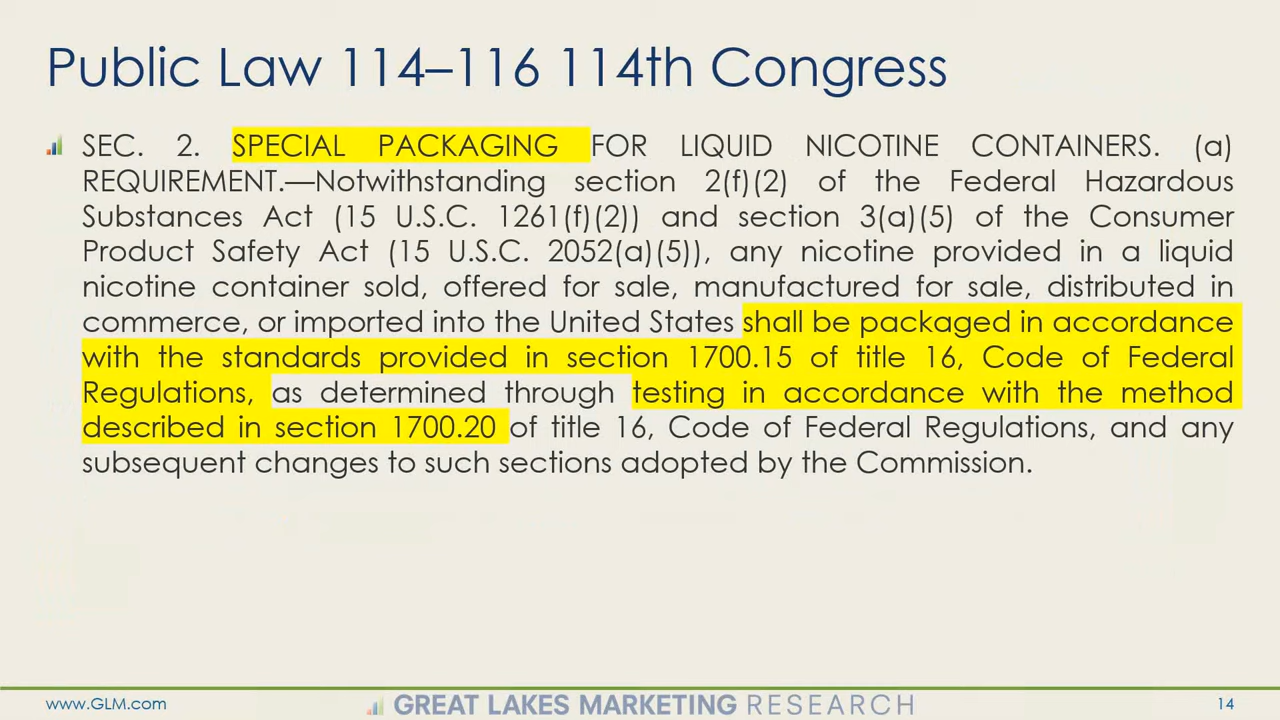 Public Law 114–116 114th Congress
SEC. 2. SPECIAL PACKAGING FOR LIQUID NICOTINE CONTAINERS. (a)
REQUIREMENT.—Notwithstanding section 2(f)(2) of the Federal Hazardous
Substances Act (15 U.S.C. 1261(f)(2)) and section 3(a)(5) of the Consumer
Product Safety Act (15 U.S.C. 2052(a)(5)), any nicotine provided in a liquid
nicotine container sold, offered for sale, manufactured for sale, distributed in
commerce, or imported into the United States shall be packaged in accordance
with the standards provided in section 1700.15 of title 16, Code of Federal
Regulations, as determined through testing in accordance with the method
described in section 1700.20 of title 16, Code of Federal Regulations, and any
subsequent changes to such sections adopted by the Commission.
www.GLM.com
GREAT LAKES MARKETING RESEARCH
14